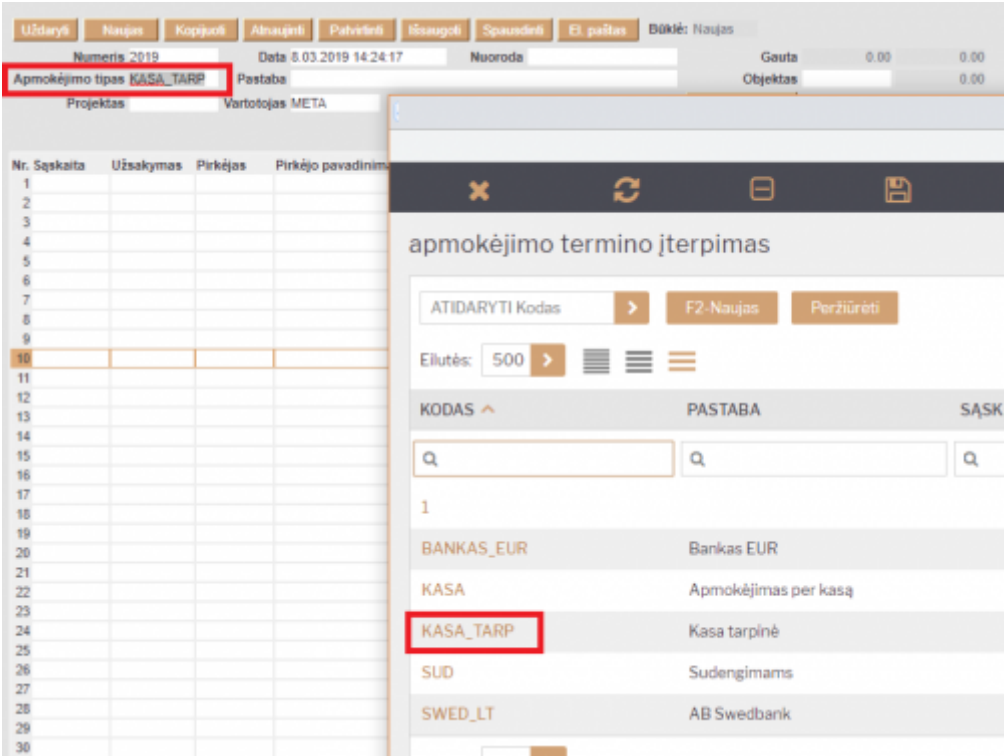 Uždaryti Naujas Kopijuoti Atnaujinti Patvirtinti Išsaugoti Spausdinti El. paštas Būklė: Naujas
Numeris 2019 Data 8.03.2019 14:24:17 Nuoroda Gauta 0.00 0.00
Apmokėjimo tipas KASA_TARP Pastaba Objektas 0.00
Projektas Vartotojas META
Nr. Sąskaita Užsakymas Pirkėjas Pirkėjo pavadinima
1
2
3
4
5
6
7
8
9
10
11
12
13
14
15
16
17
18
19
20
21
22
23
24
25
26
27
28
29
30
apmokėjimo termino įterpimas
ATIDARYTI Kodas F2-Naujas Peržiūrėti
Eilutės: 500
KODAS PASTABA SĄSK
1
BANKAS_EUR Bankas EUR
KASA Apmokėjimas per kasą
KASA_TARP Kasa tarpinė
SUD Sudengimams
SWED_LT AB Swedbank